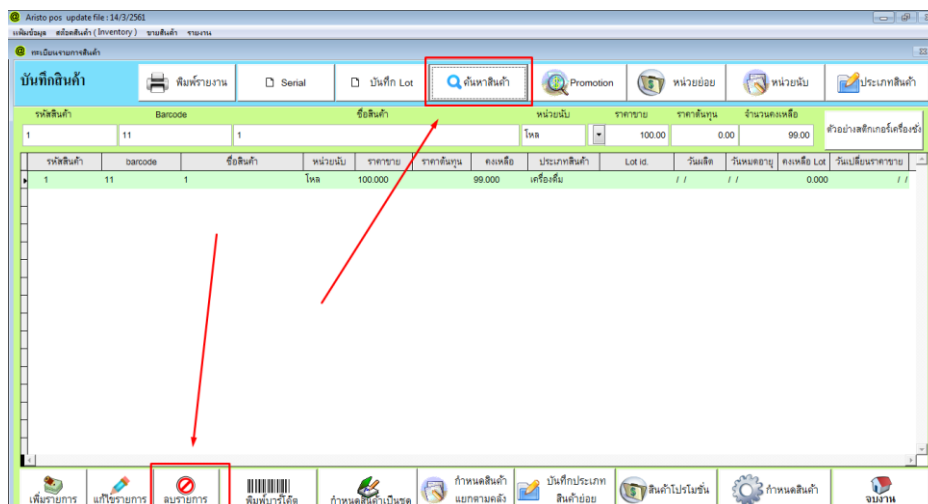 Aristo pos update file : 14/3/2561
แฟ้มข้อมูล สต็อคสินค้า ( Inventory ) ขายสินค้า รายงาน
ทะเบียนรายการสินค้า
บันทึกสินค้า พิมพ์รายงาน Serial บันทึก Lot ค้นหาสินค้า Promotion หน่วยย่อย หน่วยนับ ประเภทสินค้า
รหัสสินค้า Barcode ชื่อสินค้า หน่วยนับ ราคาขาย ราคาต้นทุน จำนวนคงเหลือ
ตัวอย่างสติกเกอร์เครื่องชั่ง
1 11 1 โหล 100.00 0.00 99.00
รหัสสินค้า barcode ชื่อสินค้า หน่วยนับ ราคาขาย ราคาต้นทุน คงเหลือ ประเภทสินค้า Lot id. วันผลิต วันหมดอายุ คงเหลือ Lot วันเปลี่ยนราคาขาย
1 11 1 โหล 100.000 99.000 เครื่องดื่ม / / / / 0.000 / /
เพิ่มรายการ แก้ไขรายการ ลบรายการ พิมพ์บาร์โค้ด กำหนดสินค้าเป็นชุด กำหนดสินค้า บันทึกประเภท สินค้าโปรโมชั่น กำหนดสินค้า จบงาน
แยกตามคลัง สินค้าย่อย